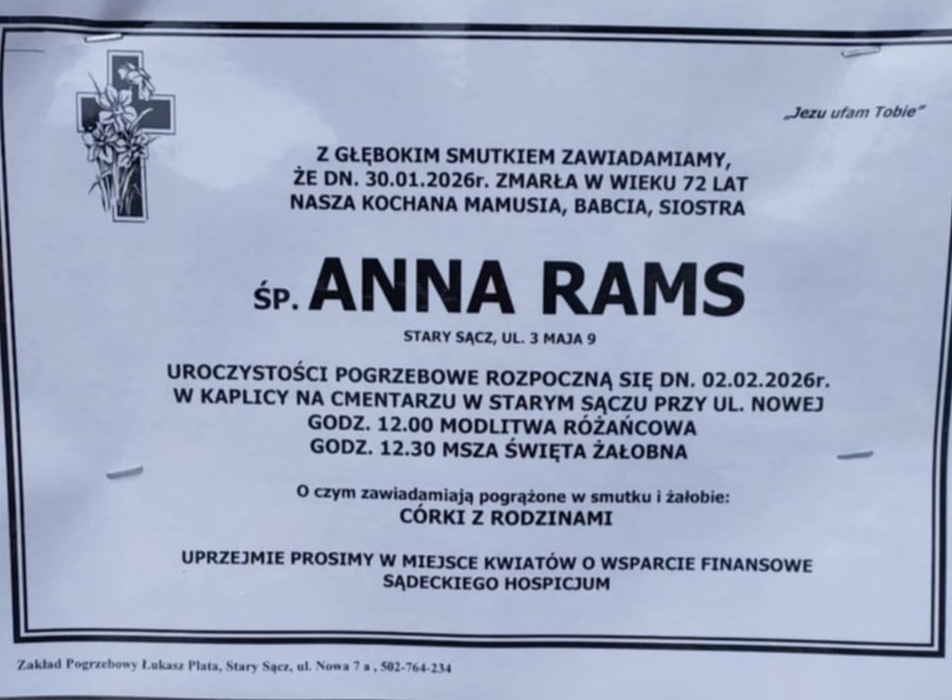 „Jezu ufam Tobie”
Z GŁĘBOKIM SMUTKIEM ZAWIADAMIAMY,
ŻE DN. 30.01.2026r. ZMARŁA W WIEKU 72 LAT
NASZA KOCHANA MAMUSIA, BABCIA, SIOSTRA
ŚP. ANNA RAMS
STARY SĄCZ, UL. 3 MAJA 9
UROCZYSTOŚCI POGRZEBOWE ROZPOCZNĄ SIĘ DN. 02.02.2026r.
W KAPLICY NA CMENTARZU W STARYM SĄCZU PRZY UL. NOWEJ
GODZ. 12.00 MODLITWA RÓŻAŃCOWA
GODZ. 12.30 MSZA ŚWIĘTA ŻAŁOBNA
O czym zawiadamiają pogrążone w smutku i żałobie:
CÓRKI Z RODZINAMI
UPRZEJMIE PROSIMY W MIEJSCE KWIATÓW O WSPARCIE FINANSOWE
SĄDECKIEGO HOSPICJUM
Zakład Pogrzebowy Łukasz Plata, Stary Sącz, ul. Nowa 7 a , 502-764-234